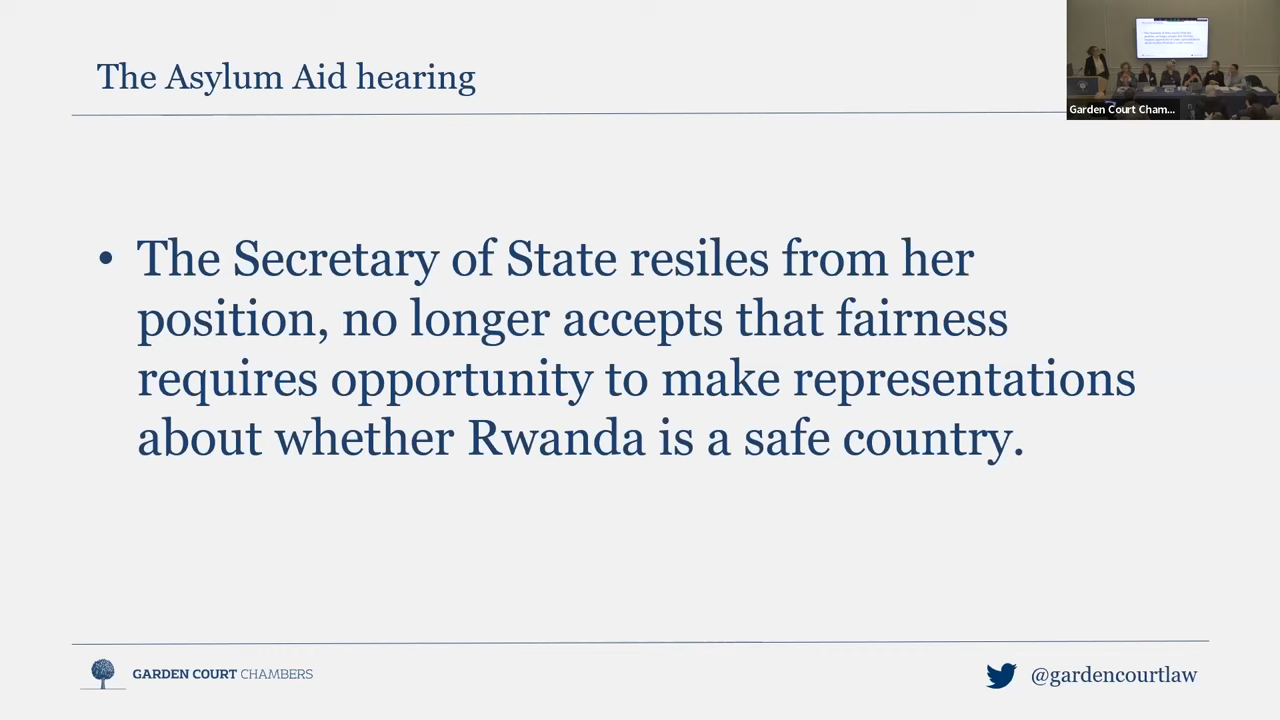 The Asylum Aid hearing
Garden Court Cham...
• The Secretary of State resiles from her
position, no longer accepts that fairness
requires opportunity to make representations
about whether Rwanda is a safe country.
GARDEN COURT CHAMBERS
@gardencourtlaw